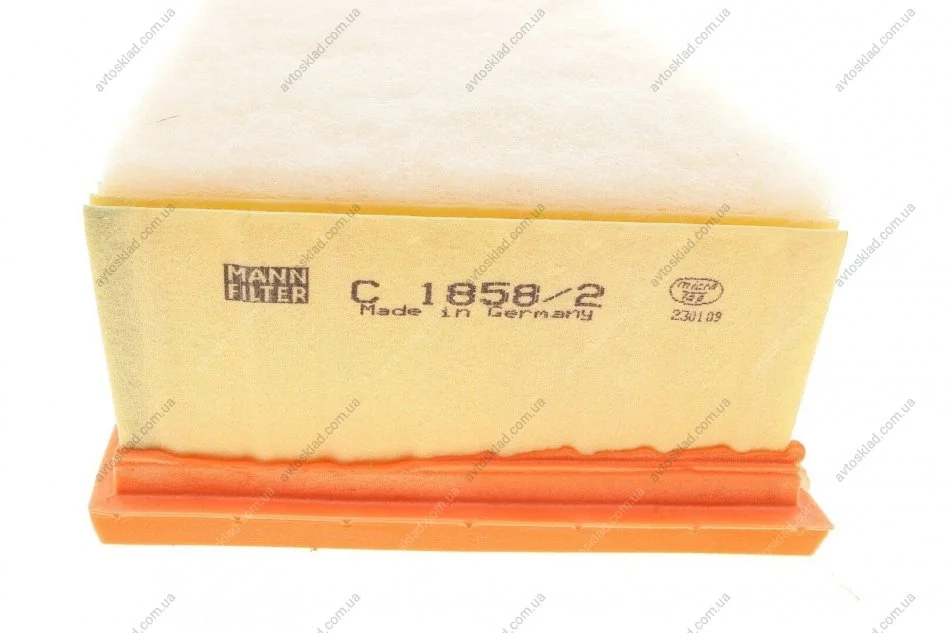 MANN
FILTER
C 1858/2
Made in Germany
230109
avtosklad.com.ua